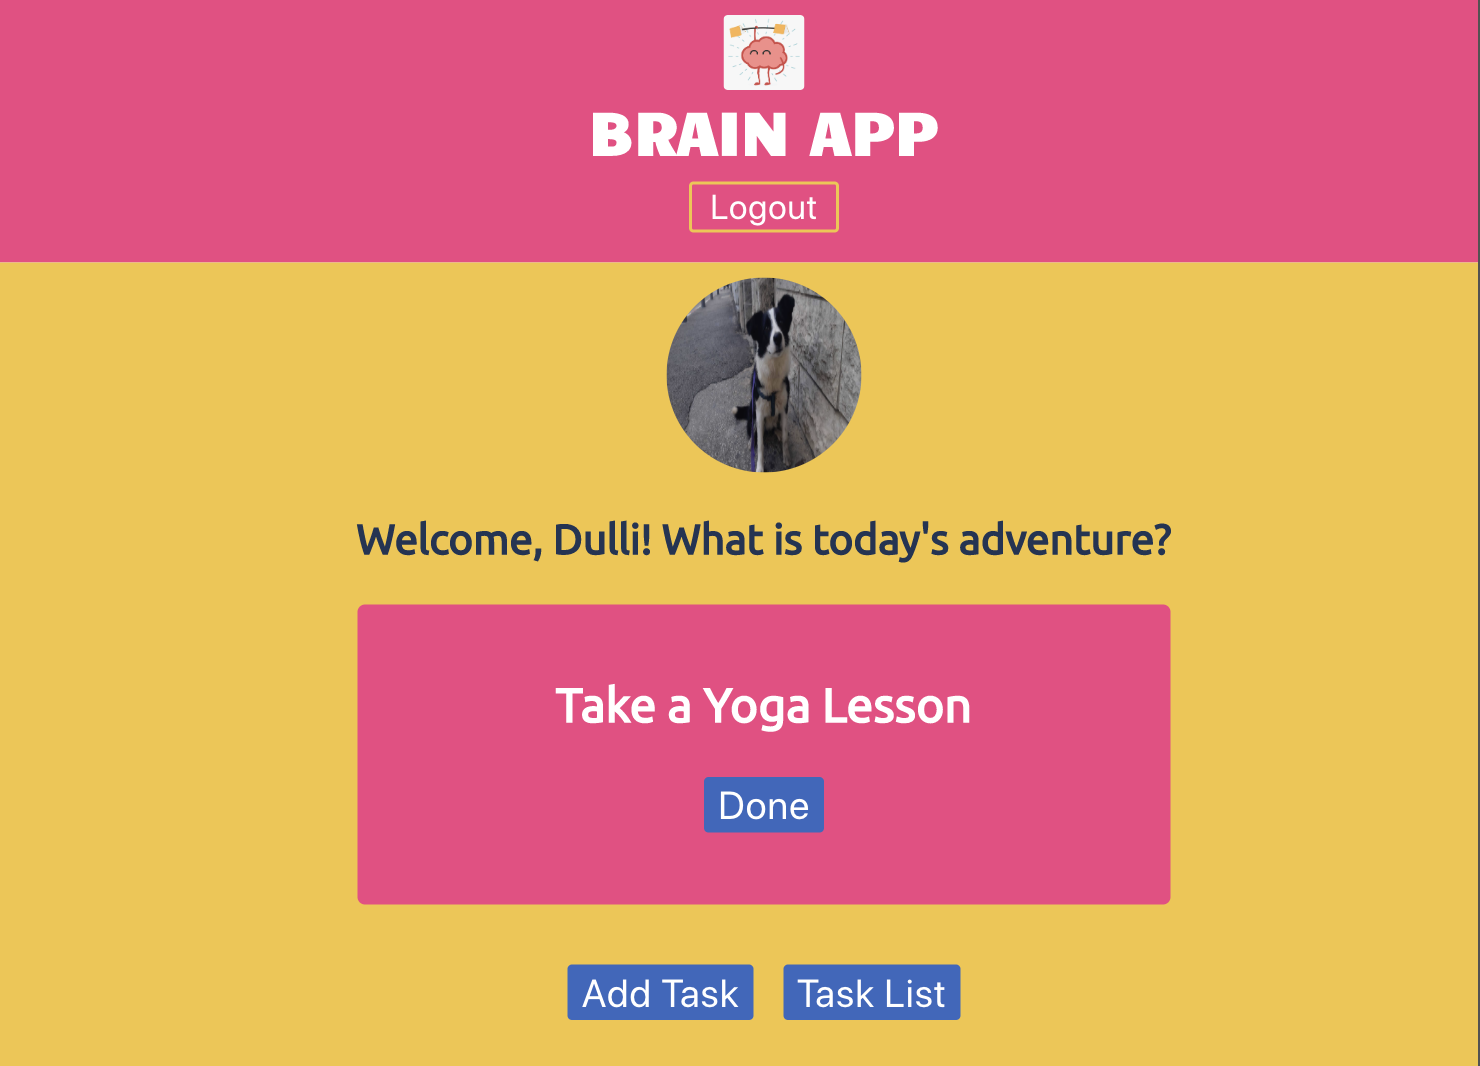 BRAIN APP
Logout
Welcome, Dulli! What is today's adventure?
Take a Yoga Lesson
Done
Add Task Task List